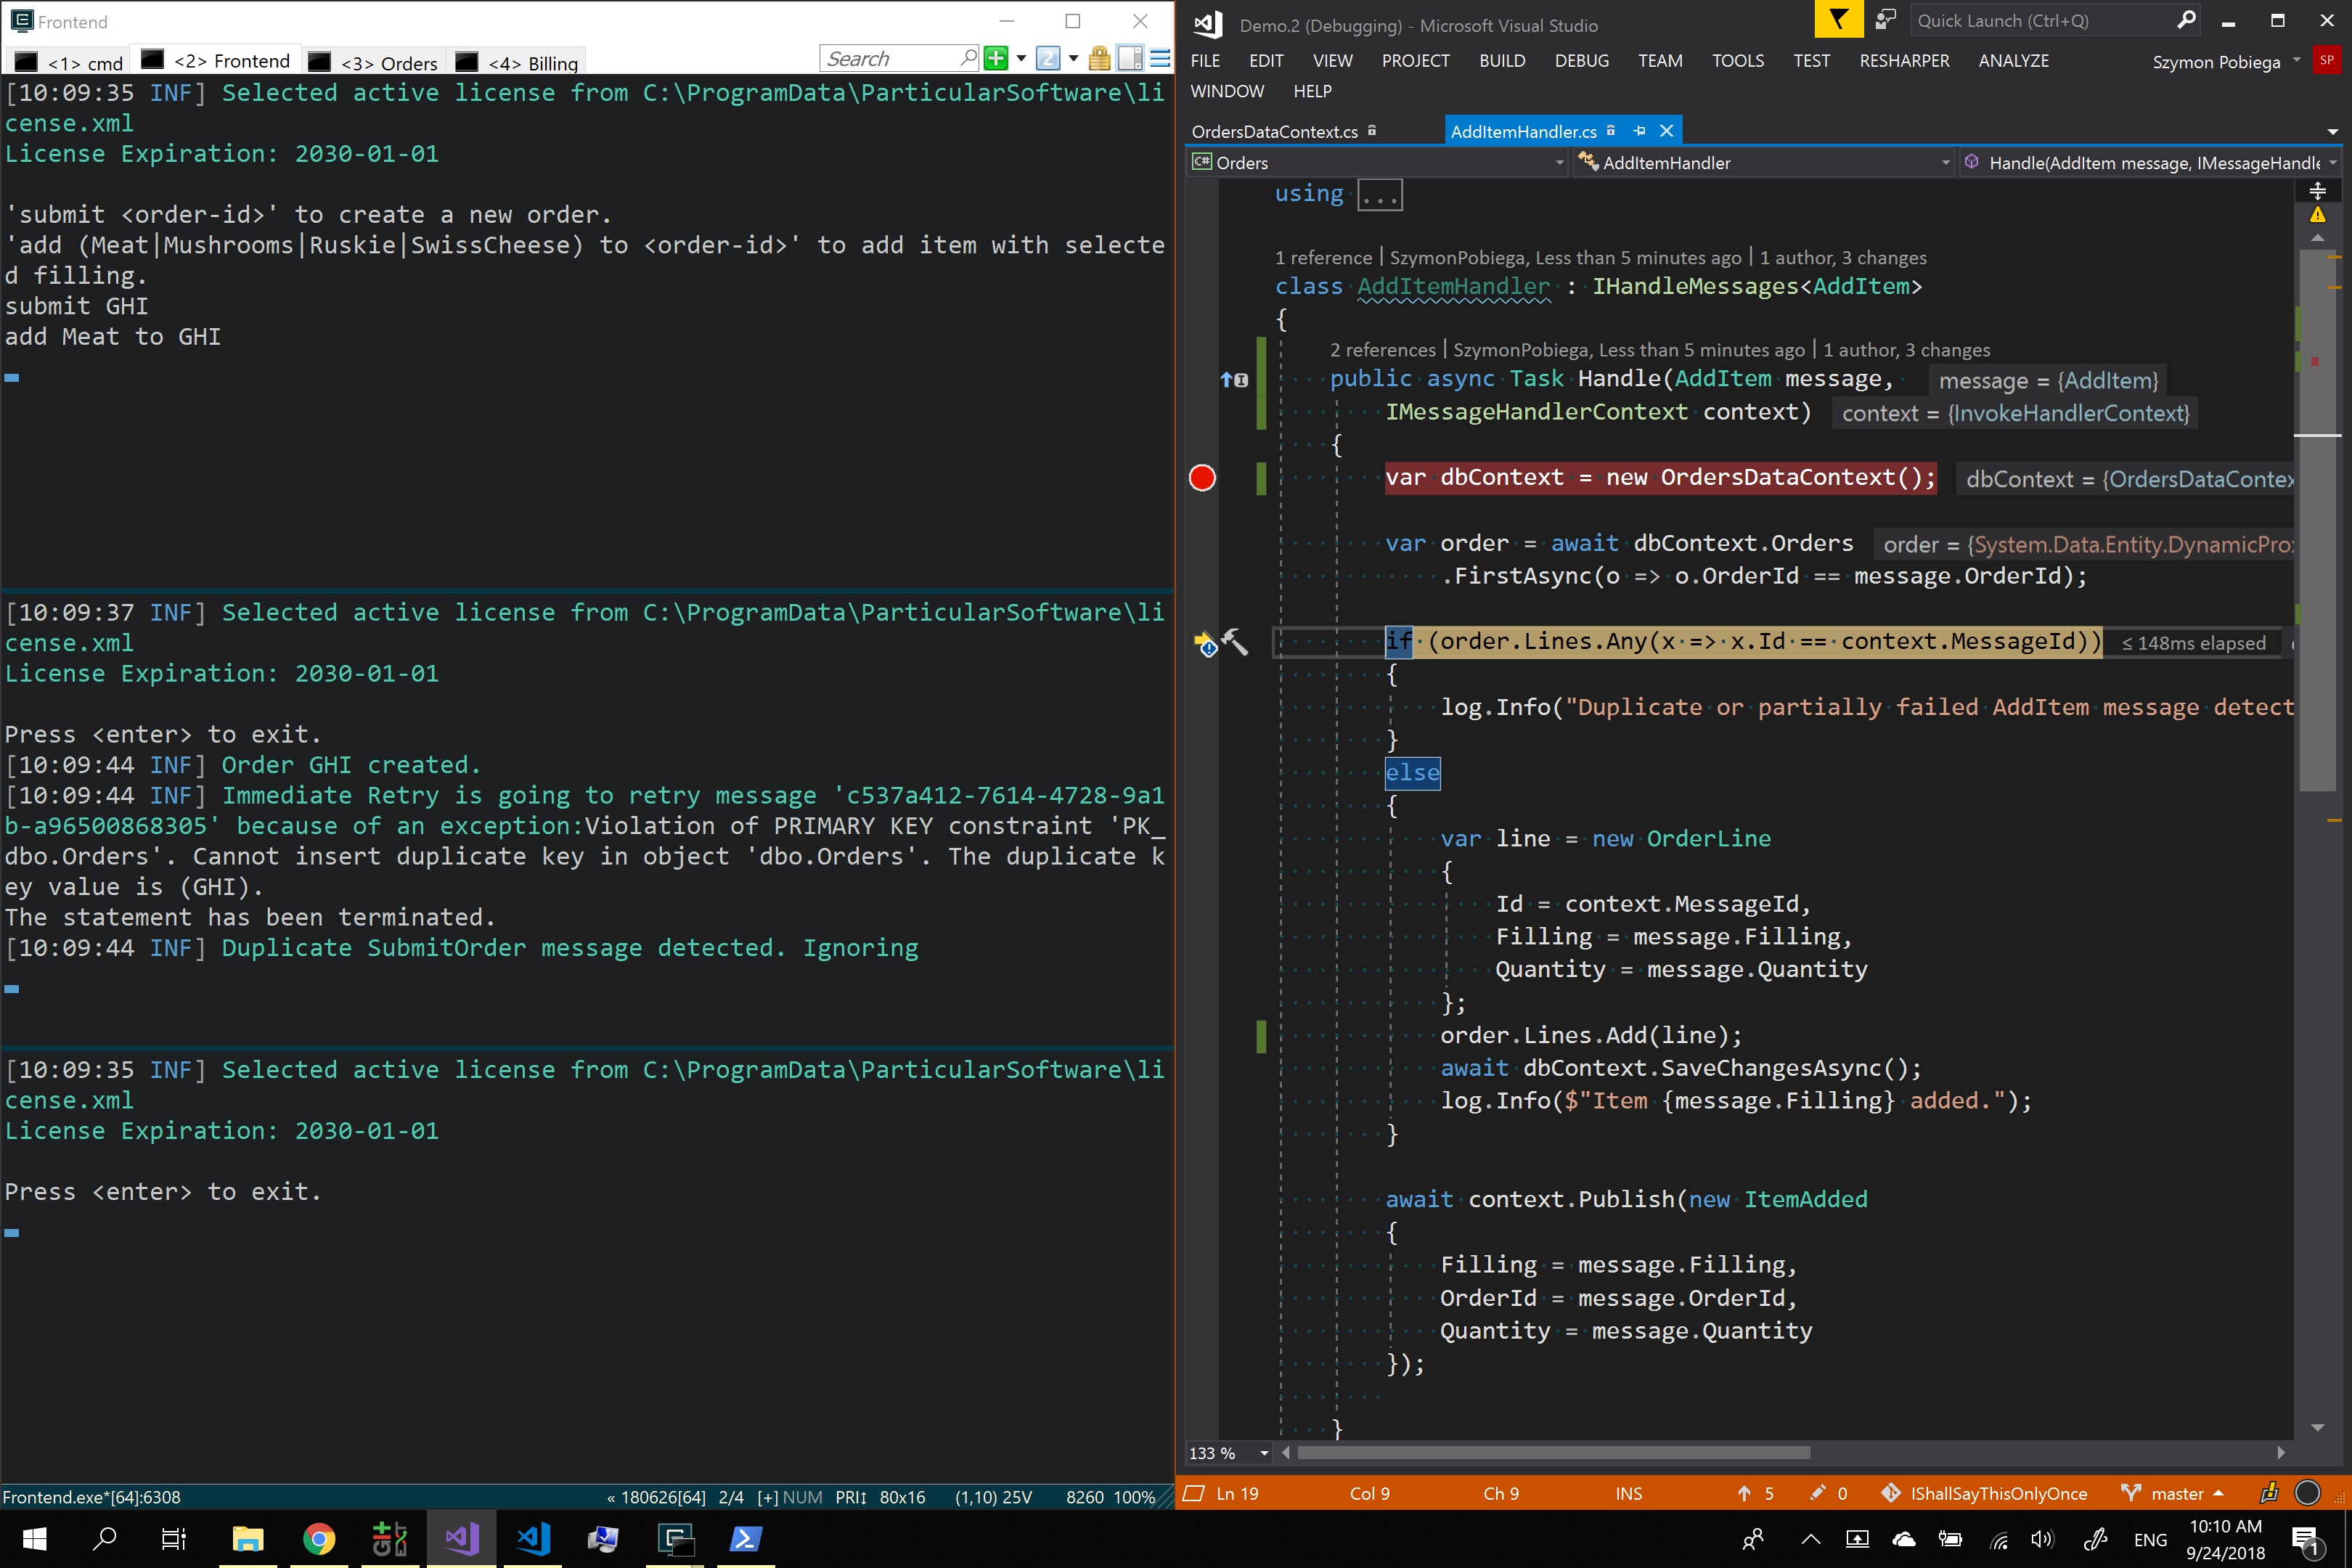 Frontend
<1> cmd
<2> Frontend
<3> Orders
<4> Billing
Search
2
[10:09:35 INF] Selected active license from C:\ProgramData\ParticularSoftware\li
cense.xml
License Expiration: 2030-01-01
'submit <order-id>' to create a new order.
'add (Meat|Mushrooms|Ruskie|SwissCheese) to <order-id>' to add item with selecte
d filling.
submit GHI
add Meat to GHI
[10:09:37 INF] Selected active license from C:\ProgramData\ParticularSoftware\li
cense.xml
License Expiration: 2030-01-01
Press <enter> to exit.
[10:09:44 INF] Order GHI created.
[10:09:44 INF] Immediate Retry is going to retry message 'c537a412-7614-4728-9a1
b-a96500868305' because of an exception:Violation of PRIMARY KEY constraint 'PK_
dbo.Orders'. Cannot insert duplicate key in object 'dbo.Orders'. The duplicate k
ey value is (GHI).
The statement has been terminated.
[10:09:44 INF] Duplicate SubmitOrder message detected. Ignoring
[10:09:35 INF] Selected active license from C:\ProgramData\ParticularSoftware\li
cense.xml
License Expiration: 2030-01-01
Press <enter> to exit.
Frontend.exe*[64]:6308
« 180626[64] 2/4 [+] NUM PRI↕ 80x16 (1,10) 25V 8260 100%
Demo.2 (Debugging) - Microsoft Visual Studio
Quick Launch (Ctrl+Q)
FILE EDIT VIEW PROJECT BUILD DEBUG TEAM TOOLS TEST RESHARPER ANALYZE
Szymon Pobiega
SP
WINDOW HELP
OrdersDataContext.cs
AddItemHandler.cs
C# Orders
AddItemHandler
Handle(AddItem message, IMessageHandle
using ...
1 reference | SzymonPobiega, Less than 5 minutes ago | 1 author, 3 changes
class AddItemHandler : IHandleMessages<AddItem>
{
2 references | SzymonPobiega, Less than 5 minutes ago | 1 author, 3 changes
public async Task Handle(AddItem message, message = {AddItem}
IMessageHandlerContext context) context = {InvokeHandlerContext}
{
var dbContext = new OrdersDataContext(); dbContext = {OrdersDataContex
var order = await dbContext.Orders order = {System.Data.Entity.DynamicProx
.FirstAsync(o => o.OrderId == message.OrderId);
if (order.Lines.Any(x => x.Id == context.MessageId)) ≤ 148ms elapsed
{
log.Info("Duplicate or partially failed AddItem message detect
}
else
{
var line = new OrderLine
{
Id = context.MessageId,
Filling = message.Filling,
Quantity = message.Quantity
};
order.Lines.Add(line);
await dbContext.SaveChangesAsync();
log.Info($"Item {message.Filling} added.");
}
await context.Publish(new ItemAdded
{
Filling = message.Filling,
OrderId = message.OrderId,
Quantity = message.Quantity
});
}
133 %
Ln 19 Col 9 Ch 9 INS 5 0 IShallSayThisOnlyOnce master
ENG
10:10 AM
9/24/2018
1